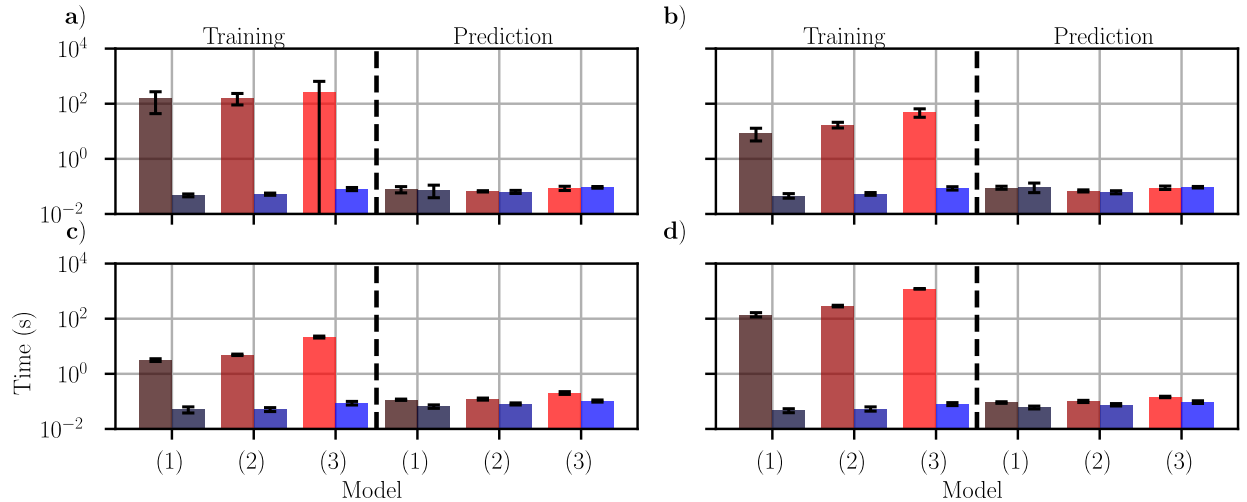 a)
Training Prediction
10^4
10^2
10^0
10^-2
b)
Training Prediction
c)
10^4
10^2
10^0
10^-2
Time (s)
(1) (2) (3) (1) (2) (3)
Model
d)
(1) (2) (3) (1) (2) (3)
Model